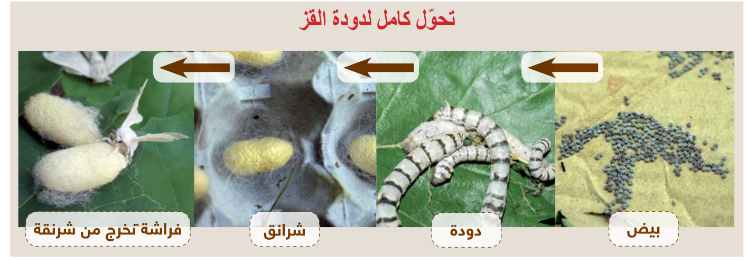 تحوّل كامل لدودة القز
بيض
دودة
شرانق
فراشة تخرج من شرنقة